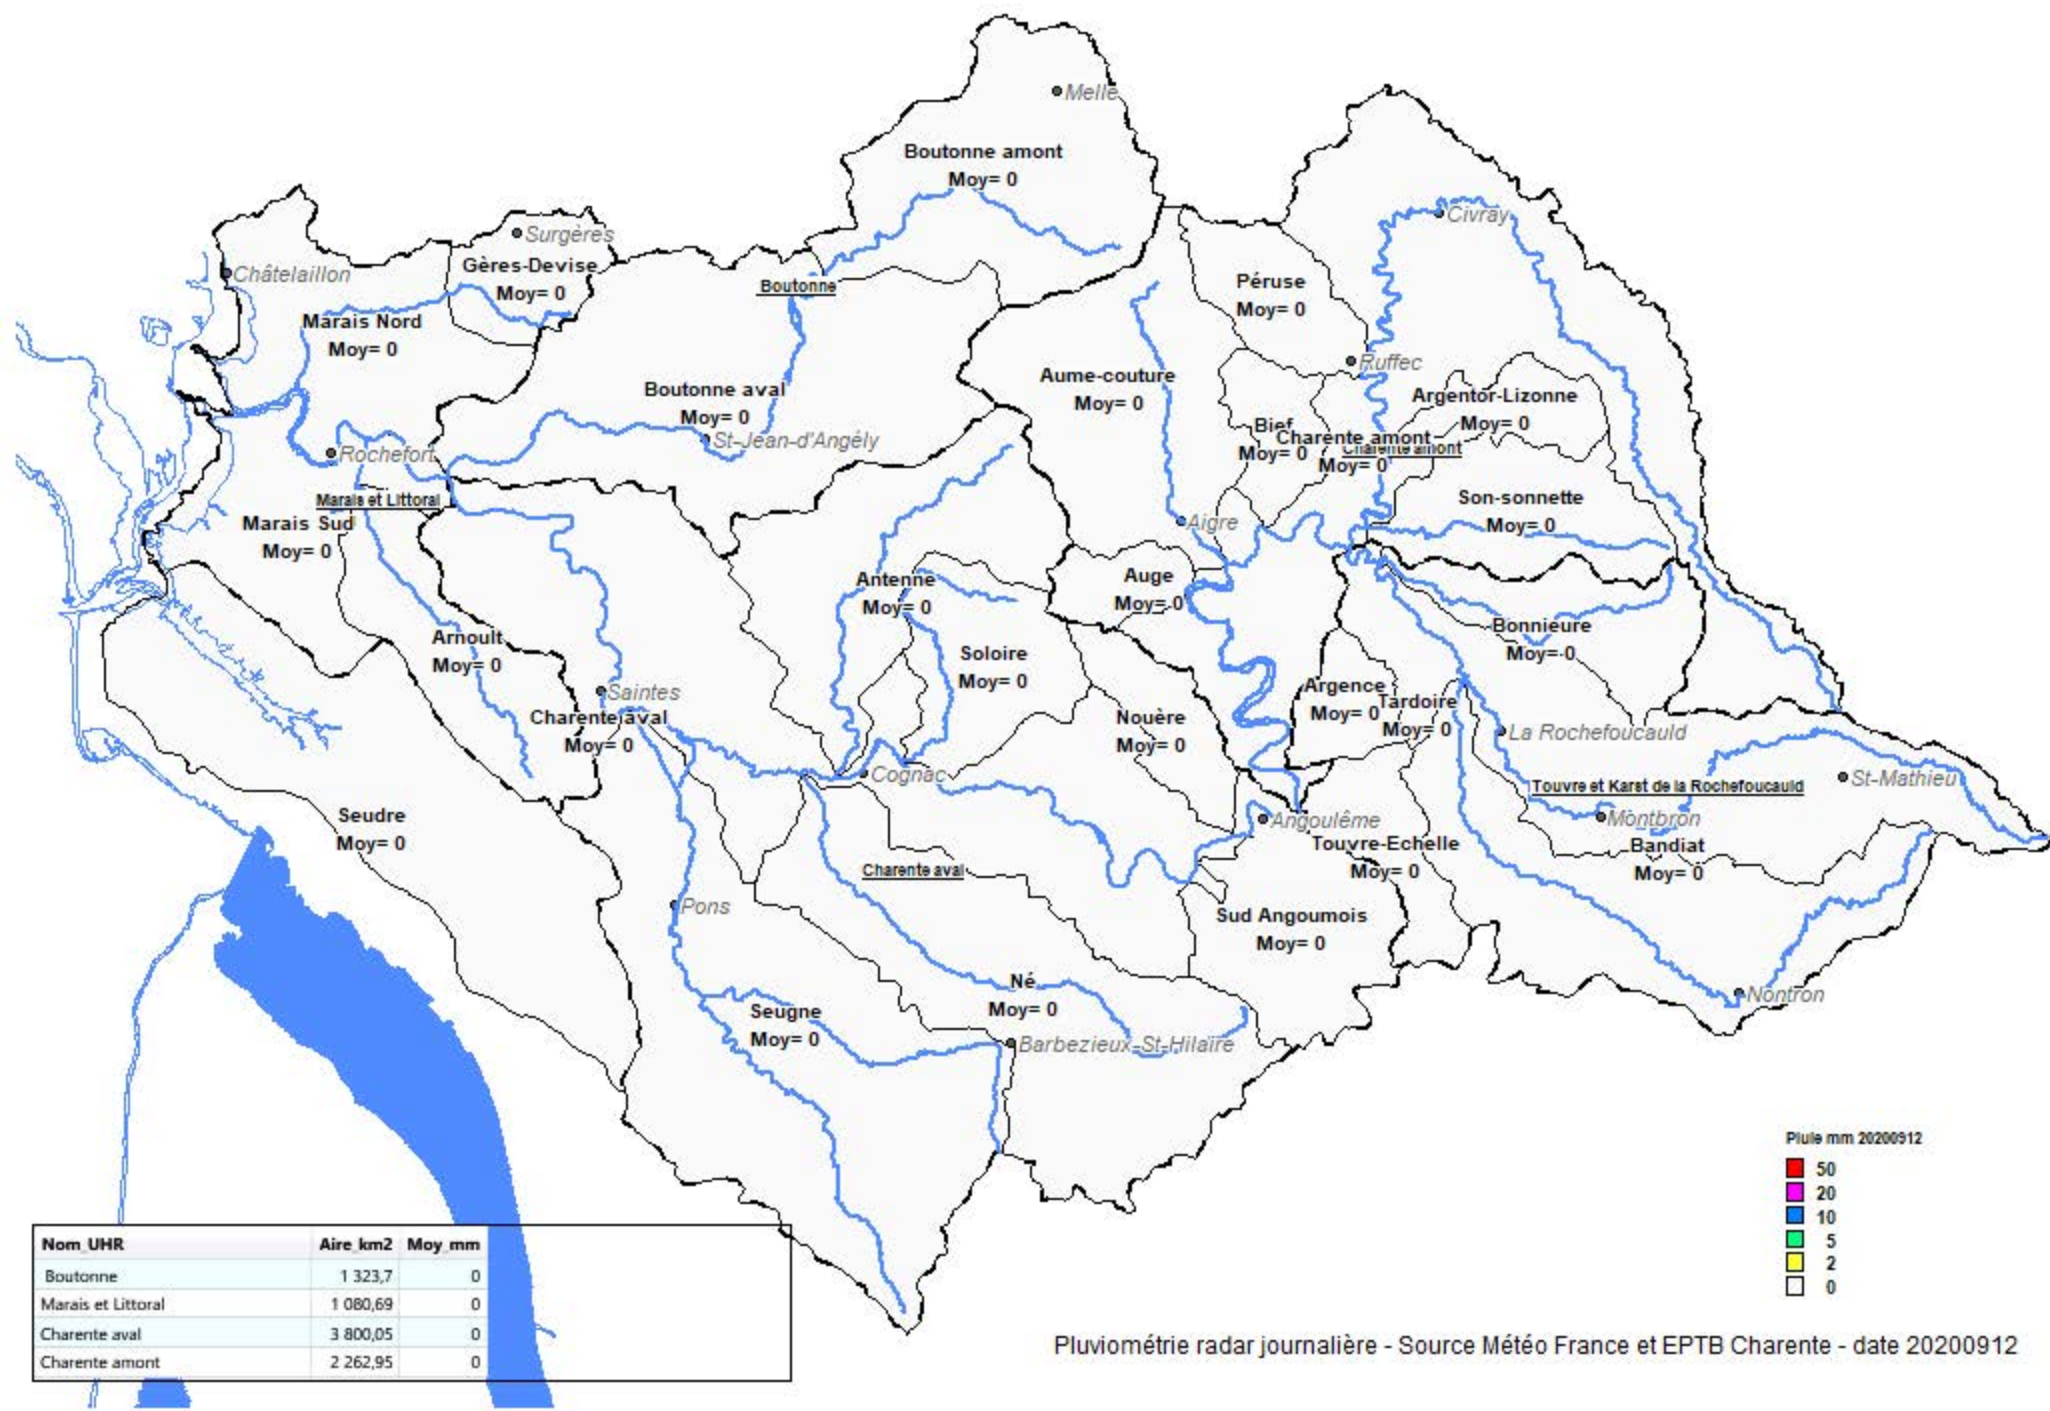 Melle
Boutonne amont
Moy= 0
Civray
Surgères
Châtelaillon
Gères-Devise
Moy= 0
Boutonne
Péruse
Moy= 0
Marais Nord
Moy= 0
Ruffec
Aume-couture
Moy= 0
Boutonne aval
Moy= 0
Argentor-Lizonne
Moy= 0
Bief
Moy= 0
Charente amont
Moy= 0
Charente amont
St-Jean-d'Angély
Rochefort
Marais et Littoral
Son-sonnette
Moy= 0
Marais Sud
Moy= 0
Aigre
Antenne
Moy= 0
Auge
Moy= 0
Bonnieure
Moy= 0
Arnoult
Moy= 0
Soloire
Moy= 0
Saintes
Argence
Moy= 0
Tardoire
Moy= 0
Charente aval
Moy= 0
Nouère
Moy= 0
La Rochefoucauld
Cognac
Touvre et Karst de la Rochefoucauld
St-Mathieu
Seudre
Moy= 0
Angoulême
Montbron
Touvre-Echelle
Moy= 0
Bandiat
Moy= 0
Charente aval
Pons
Sud Angoumois
Moy= 0
Né
Moy= 0
Nontron
Seugne
Moy= 0
Barbezieux-St-Hilaire
Pluie mm 20200912
50
20
10
5
2
0
Nom_UHR Aire_km2 Moy_mm
Boutonne 1 323,7 0
Marais et Littoral 1 080,69 0
Charente aval 3 800,05 0
Charente amont 2 262,95 0
Pluviométrie radar journalière - Source Météo France et EPTB Charente - date 20200912